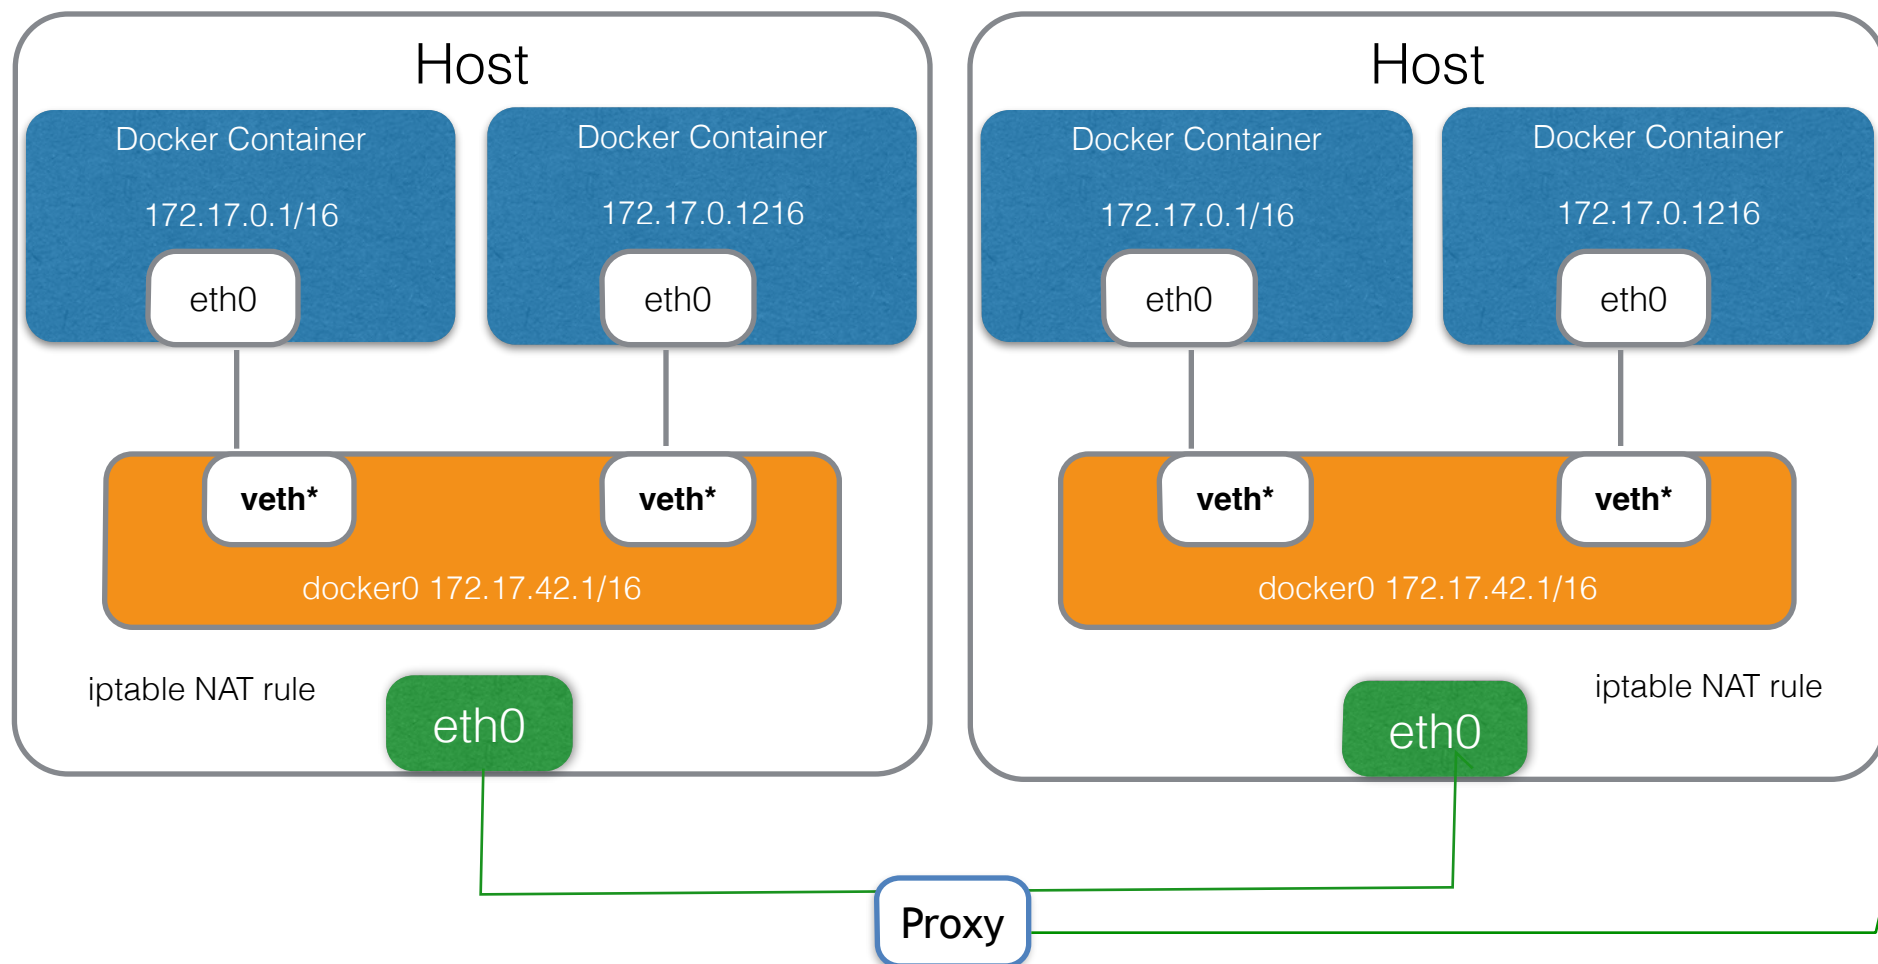 Host
Docker Container
172.17.0.1/16
eth0
Docker Container
172.17.0.1216
eth0
veth*
veth*
docker0 172.17.42.1/16
iptable NAT rule
eth0
Host
Docker Container
172.17.0.1/16
eth0
Docker Container
172.17.0.1216
eth0
veth*
veth*
docker0 172.17.42.1/16
iptable NAT rule
eth0
Proxy